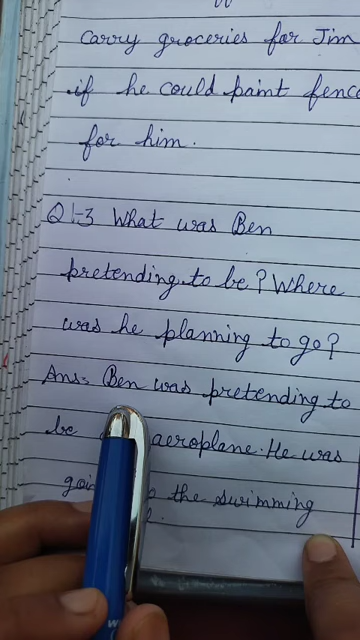 carry groceries for Jim
if he could paint fence
for him.
Q1-3 What was Ben
pretending to be? Where
was he planning to go?
Ans:- Ben was pretending to
be aeroplane. He was
the swimming